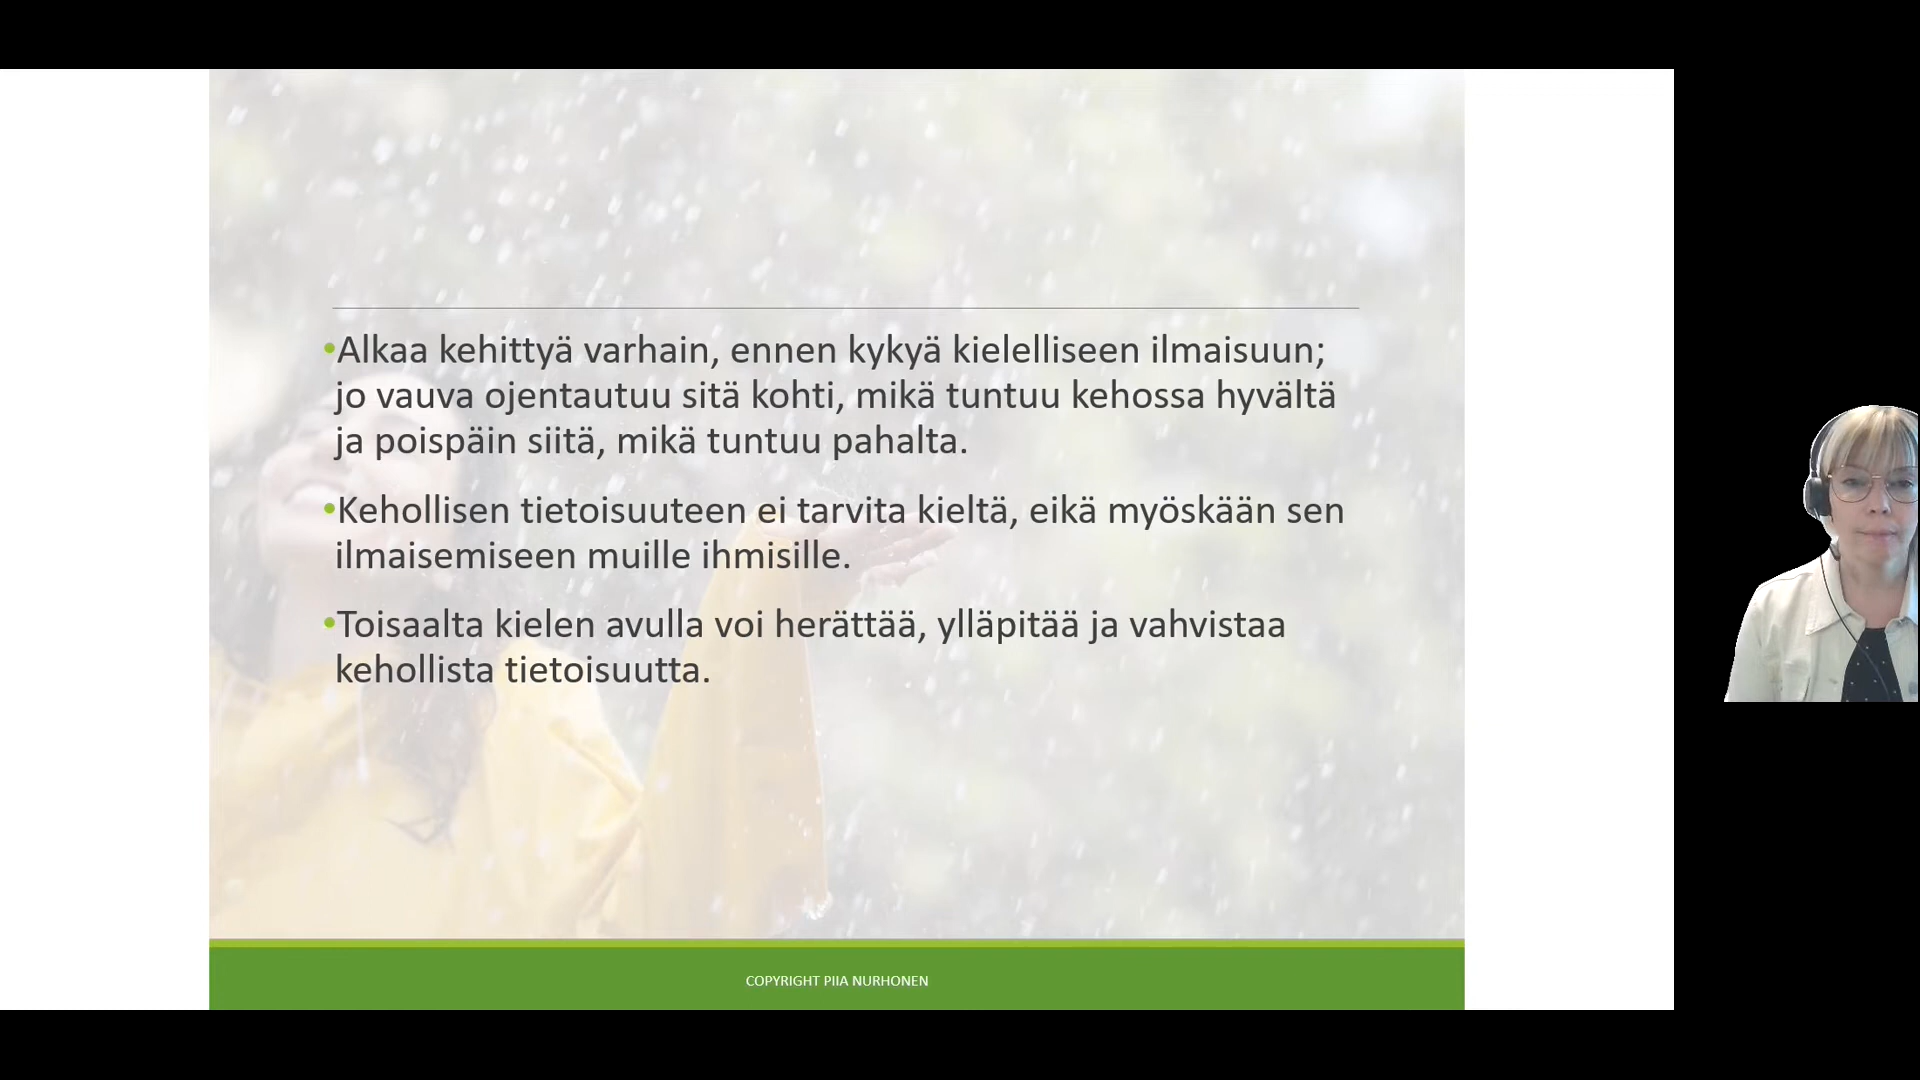 •Alkaa kehittyä varhain, ennen kykyä kielelliseen ilmaisuun;
jo vauva ojentautuu sitä kohti, mikä tuntuu kehossa hyvältä
ja poispäin siitä, mikä tuntuu pahalta.
•Kehollisen tietoisuuteen ei tarvita kieltä, eikä myöskään sen
ilmaisemiseen muille ihmisille.
•Toisaalta kielen avulla voi herättää, ylläpitää ja vahvistaa
kehollista tietoisuutta.
COPYRIGHT PIIA NURHONEN